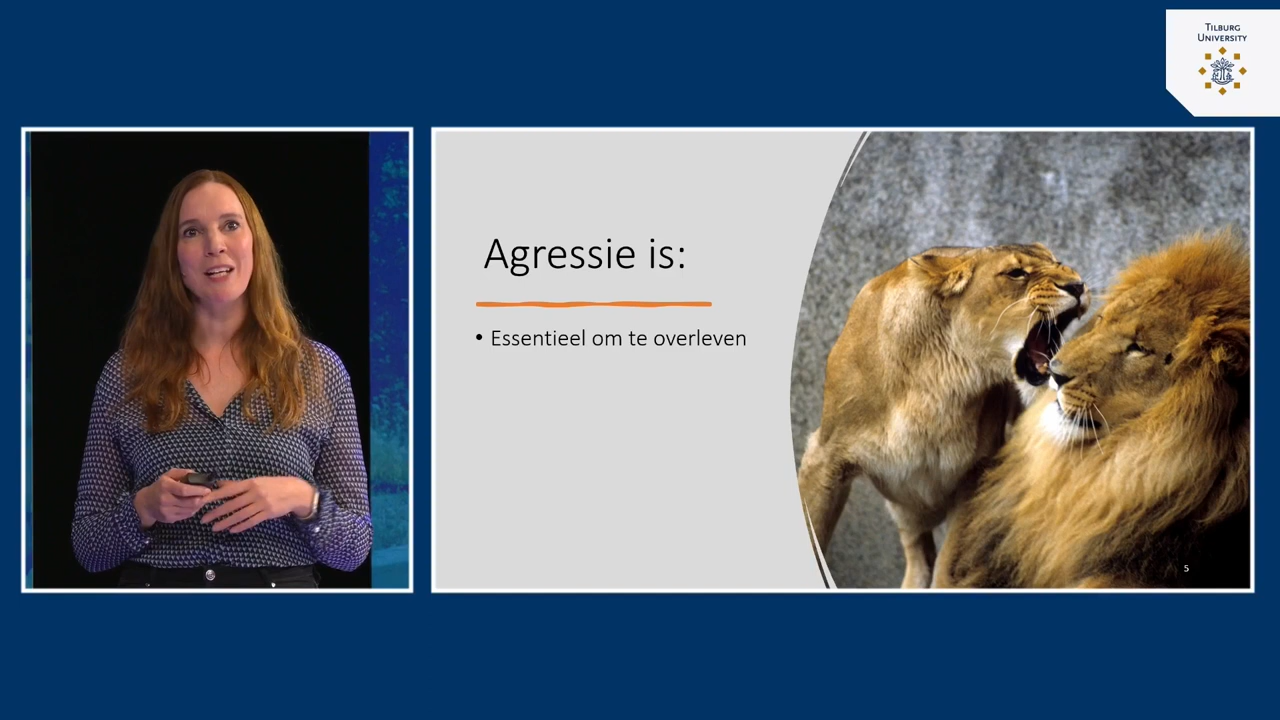 TILBURG
UNIVERSITY
Agressie is:
• Essentieel om te overleven
5